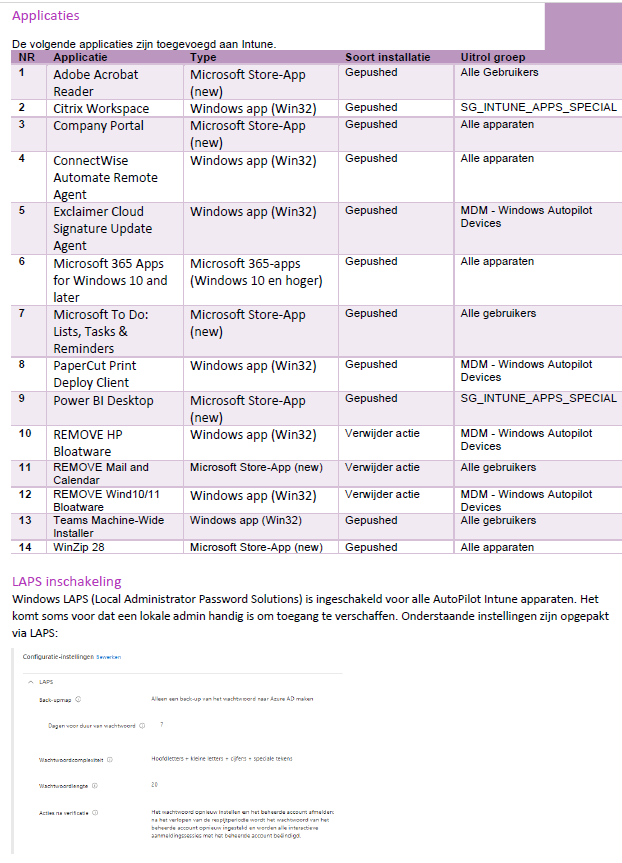 Applicaties
De volgende applicaties zijn toegevoegd aan Intune.
NR Applicatie Type Soort installatie Uitrol groep
1 Adobe Acrobat Reader Microsoft Store-App (new) Gepushed Alle Gebruikers
2 Citrix Workspace Windows app (Win32) Gepushed SG_INTUNE_APPS_SPECIAL
3 Company Portal Microsoft Store-App (new) Gepushed Alle apparaten
4 ConnectWise Automate Remote Agent Windows app (Win32) Gepushed Alle apparaten
5 Exclaimer Cloud Signature Update Agent Windows app (Win32) Gepushed MDM - Windows Autopilot Devices
6 Microsoft 365 Apps for Windows 10 and later Microsoft 365-apps (Windows 10 en hoger) Gepushed Alle apparaten
7 Microsoft To Do: Lists, Tasks & Reminders Microsoft Store-App (new) Gepushed Alle gebruikers
8 PaperCut Print Deploy Client Windows app (Win32) Gepushed MDM - Windows Autopilot Devices
9 Power BI Desktop Microsoft Store-App (new) Gepushed SG_INTUNE_APPS_SPECIAL
10 REMOVE HP Bloatware Windows app (Win32) Verwijder actie MDM - Windows Autopilot Devices
11 REMOVE Mail and Calendar Microsoft Store-App (new) Verwijder actie Alle gebruikers
12 REMOVE Wind10/11 Bloatware Windows app (Win32) Verwijder actie MDM - Windows Autopilot Devices
13 Teams Machine-Wide Installer Windows app (Win32) Gepushed Alle gebruikers
14 WinZip 28 Microsoft Store-App (new) Gepushed Alle apparaten
LAPS inschakeling
Windows LAPS (Local Administrator Password Solutions) is ingeschakeld voor alle AutoPilot Intune apparaten. Het
komt soms voor dat een lokale admin handig is om toegang te verschaffen. Onderstaande instellingen zijn opgepakt
via LAPS:
Configuratie-instellingen Bewerken
LAPS
Back-upmap Alleen een back-up van het wachtwoord naar Azure AD maken
Dagen voor duur van wachtwoord 7
Wachtwoordcomplexiteit Hoofdletters + kleine letters + cijfers + speciale tekens
Wachtwoordlengte 20
Acties na verificatie Het wachtwoord opnieuw instellen en het beheerde account afmelden:
na het verlopen van de respijtperiode wordt het wachtwoord van het
beheerde account opnieuw ingesteld en worden alle interactieve
aanmeldingssessies met het beheerde account beëindigd.